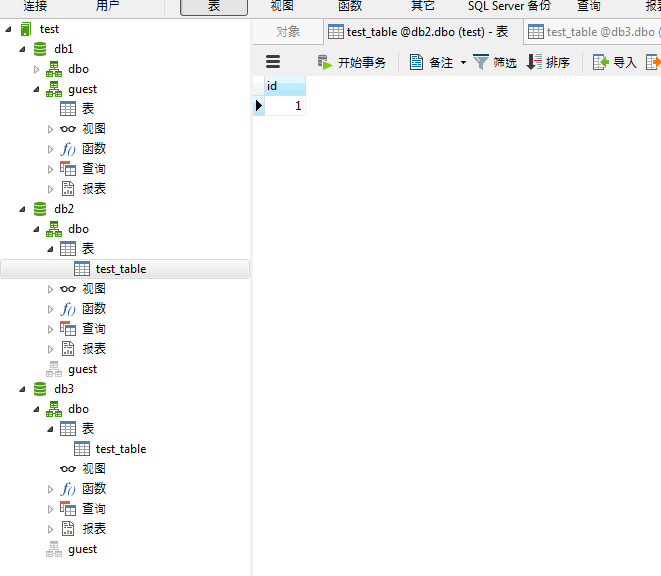 连接 用户 表 视图 函数 其它 SQL Server 备份 查询 报表
对象 test_table @db2.dbo (test) - 表 test_table @db3.dbo (
开始事务 备注 筛选 排序 导入
id
1
test
db1
dbo
guest
表
视图
f() 函数
查询
报表
db2
dbo
表
test_table
视图
f() 函数
查询
报表
guest
db3
dbo
表
test_table
视图
f() 函数
查询
报表
guest